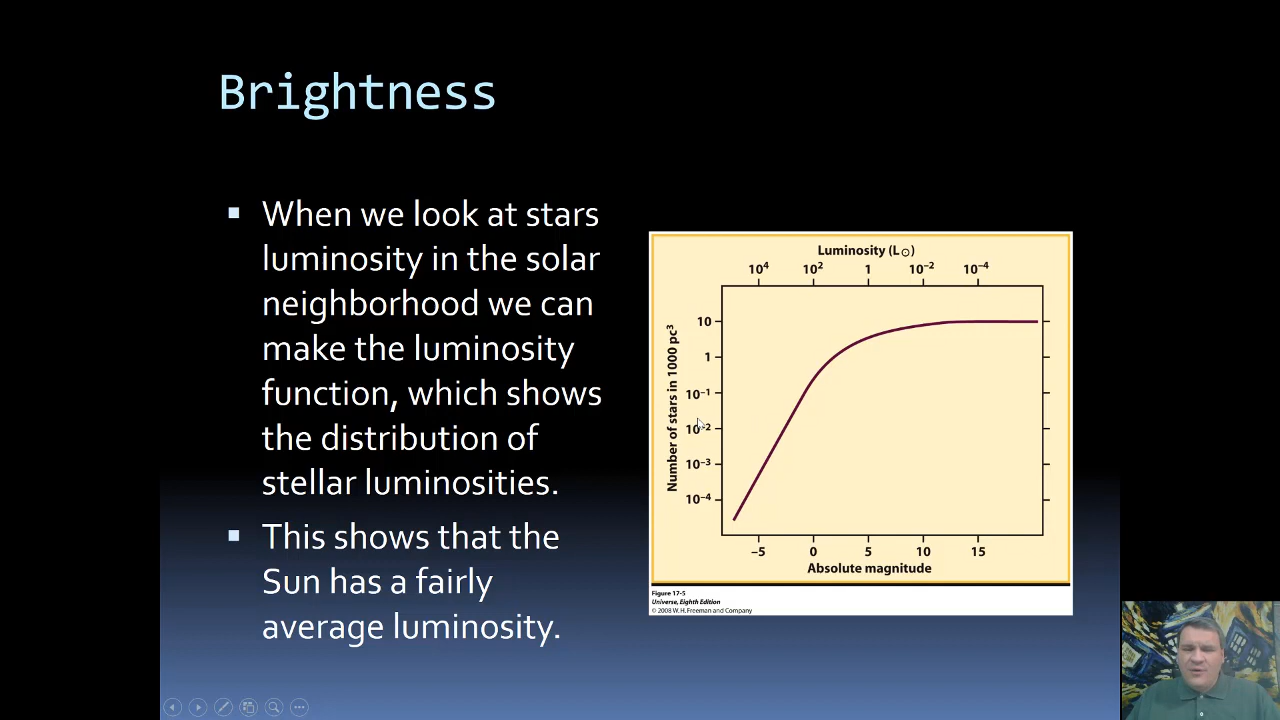 Brightness
When we look at stars
luminosity in the solar
neighborhood we can
make the luminosity
function, which shows
the distribution of
stellar luminosities.
This shows that the
Sun has a fairly
average luminosity.
Luminosity (L☉)
10⁴ 10² 1 10⁻² 10⁻⁴
Number of stars in 1000 pc³
10
1
10⁻¹
10⁻²
10⁻³
10⁻⁴
−5 0 5 10 15
Absolute magnitude
Figure 17-5
Universe, Eighth Edition
© 2008 W. H. Freeman and Company